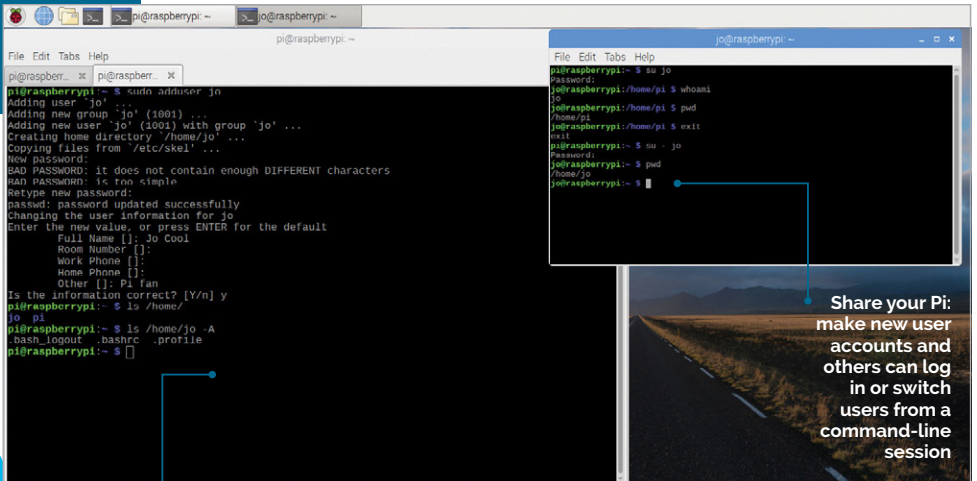 pi@raspberrypi: ~
jo@raspberrypi: ~
pi@raspberrypi: ~
File Edit Tabs Help
pi@raspberr...
pi@raspberr...
pi@raspberrypi:~ $ sudo adduser jo
Adding user `jo' ...
Adding new group `jo' (1001) ...
Adding new user `jo' (1001) with group `jo' ...
Creating home directory `/home/jo' ...
Copying files from `/etc/skel' ...
New password:
BAD PASSWORD: it does not contain enough DIFFERENT characters
BAD PASSWORD: is too simple
Retype new password:
passwd: password updated successfully
Changing the user information for jo
Enter the new value, or press ENTER for the default
Full Name []: Jo Cool
Room Number []:
Work Phone []:
Home Phone []:
Other []: Pi fan
Is the information correct? [Y/n] y
pi@raspberrypi:~ $ ls /home/
jo pi
pi@raspberrypi:~ $ ls /home/jo -A
.bash_logout .bashrc .profile
pi@raspberrypi:~ $
jo@raspberrypi: ~
File Edit Tabs Help
pi@raspberrypi:~ $ su jo
Password:
jo@raspberrypi:/home/pi $ whoami
jo
jo@raspberrypi:/home/pi $ pwd
/home/pi
jo@raspberrypi:/home/pi $ exit
exit
pi@raspberrypi:~ $ su - jo
Password:
jo@raspberrypi:~ $ pwd
/home/jo
jo@raspberrypi:~ $
Share your Pi:
make new user
accounts and
others can log
in or switch
users from a
command-line
session